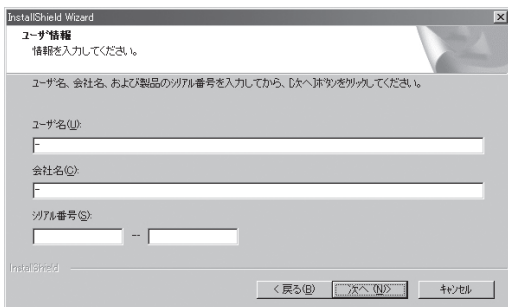 InstallShield Wizard
ユーザ情報
情報を入力してください。
ユーザ名、会社名、および製品のシリアル番号を入力してから、[次へ]ボタンをクリックしてください。
ユーザ名(U):
-
会社名(C):
-
シリアル番号(S):
--
InstallShield
< 戻る(B)
次へ (N)>
キャンセル